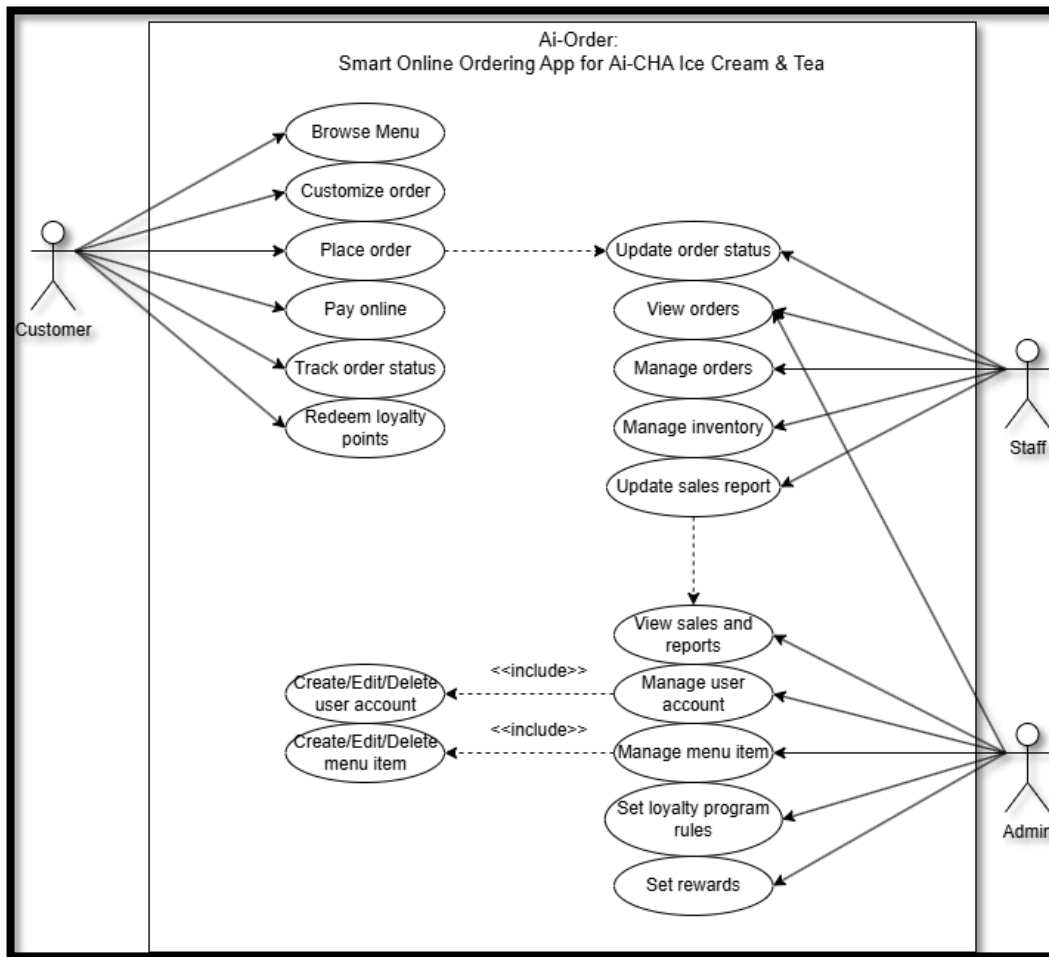 Ai-Order:
Smart Online Ordering App for Ai-CHA Ice Cream & Tea
Browse Menu
Customize order
Place order
Pay online
Track order status
Redeem loyalty
points
Customer
Update order status
View orders
Manage orders
Manage inventory
Update sales report
Staff
View sales and
reports
<<include>>
Manage user
account
Create/Edit/Delete
user account
<<include>>
Manage menu item
Create/Edit/Delete
menu item
Set loyalty program
rules
Set rewards
Admin